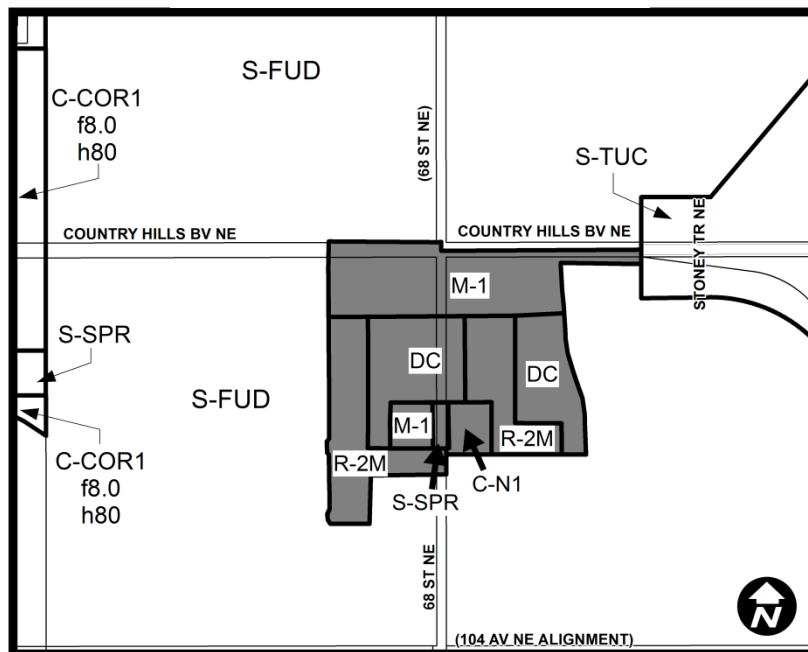 S-FUD
C-COR1
f8.0
h80
(68 ST NE)
S-TUC
COUNTRY HILLS BV NE
COUNTRY HILLS BV NE
STONEY TR NE
M-1
S-SPR
DC
DC
S-FUD
M-1
R-2M
C-COR1
f8.0
h80
R-2M
S-SPR
C-N1
68 ST NE
(104 AV NE ALIGNMENT)
N